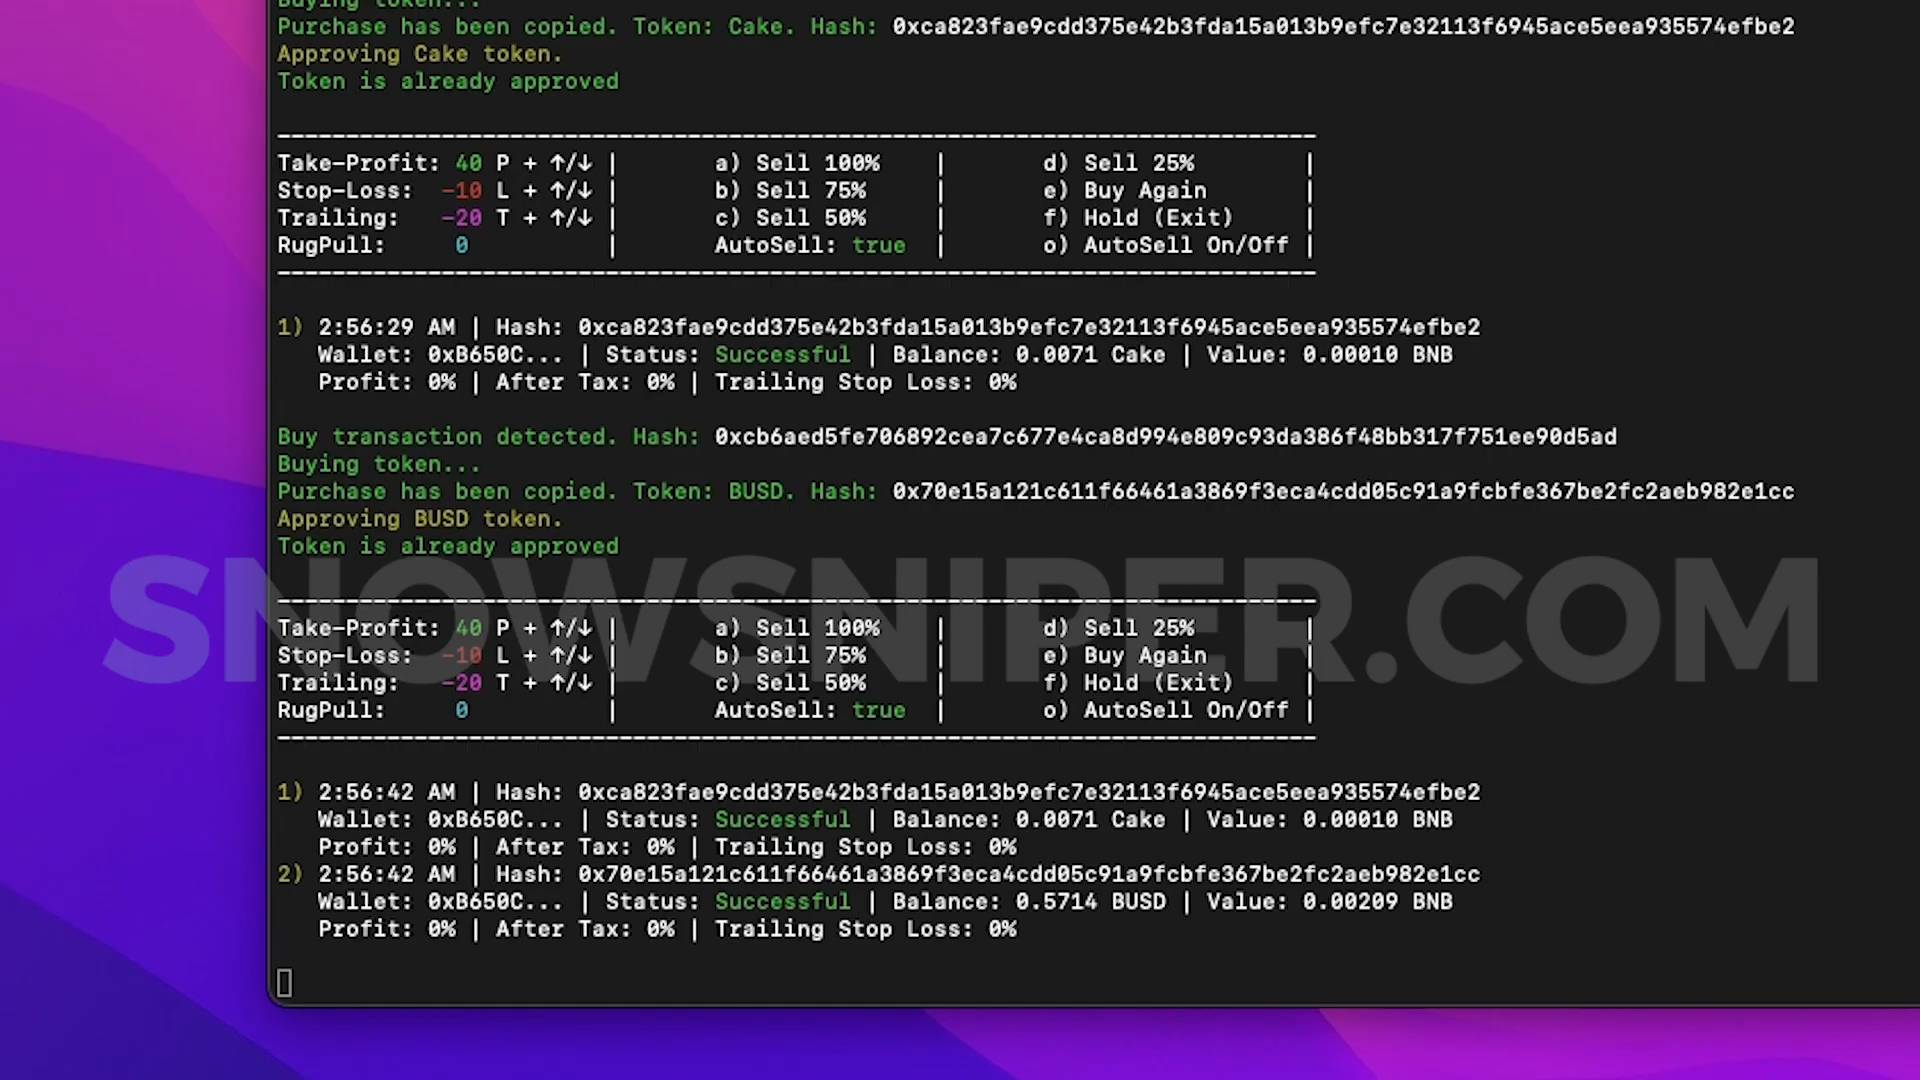 Buying token...
Purchase has been copied. Token: Cake. Hash: 0xca823fae9cdd375e42b3fda15a013b9efc7e32113f6945ace5eea935574efbe2
Approving Cake token.
Token is already approved
Take-Profit: 40 P + ↑/↓ | a) Sell 100% | d) Sell 25% |
Stop-Loss: -10 L + ↑/↓ | b) Sell 75% | e) Buy Again |
Trailing: -20 T + ↑/↓ | c) Sell 50% | f) Hold (Exit) |
RugPull: 0 | AutoSell: true | o) AutoSell On/Off |
1) 2:56:29 AM | Hash: 0xca823fae9cdd375e42b3fda15a013b9efc7e32113f6945ace5eea935574efbe2
Wallet: 0xB650C... | Status: Successful | Balance: 0.0071 Cake | Value: 0.00010 BNB
Profit: 0% | After Tax: 0% | Trailing Stop Loss: 0%
Buy transaction detected. Hash: 0xcb6aed5fe706892cea7c677e4ca8d994e809c93da386f48bb317f751ee90d5ad
Buying token...
Purchase has been copied. Token: BUSD. Hash: 0x70e15a121c611f66461a3869f3eca4cdd05c91a9fcbfe367be2fc2aeb982e1cc
Approving BUSD token.
Token is already approved
SNOWSNIPER.COM
Take-Profit: 40 P + ↑/↓ | a) Sell 100% | d) Sell 25% |
Stop-Loss: -10 L + ↑/↓ | b) Sell 75% | e) Buy Again |
Trailing: -20 T + ↑/↓ | c) Sell 50% | f) Hold (Exit) |
RugPull: 0 | AutoSell: true | o) AutoSell On/Off |
1) 2:56:42 AM | Hash: 0xca823fae9cdd375e42b3fda15a013b9efc7e32113f6945ace5eea935574efbe2
Wallet: 0xB650C... | Status: Successful | Balance: 0.0071 Cake | Value: 0.00010 BNB
Profit: 0% | After Tax: 0% | Trailing Stop Loss: 0%
2) 2:56:42 AM | Hash: 0x70e15a121c611f66461a3869f3eca4cdd05c91a9fcbfe367be2fc2aeb982e1cc
Wallet: 0xB650C... | Status: Successful | Balance: 0.5714 BUSD | Value: 0.00209 BNB
Profit: 0% | After Tax: 0% | Trailing Stop Loss: 0%